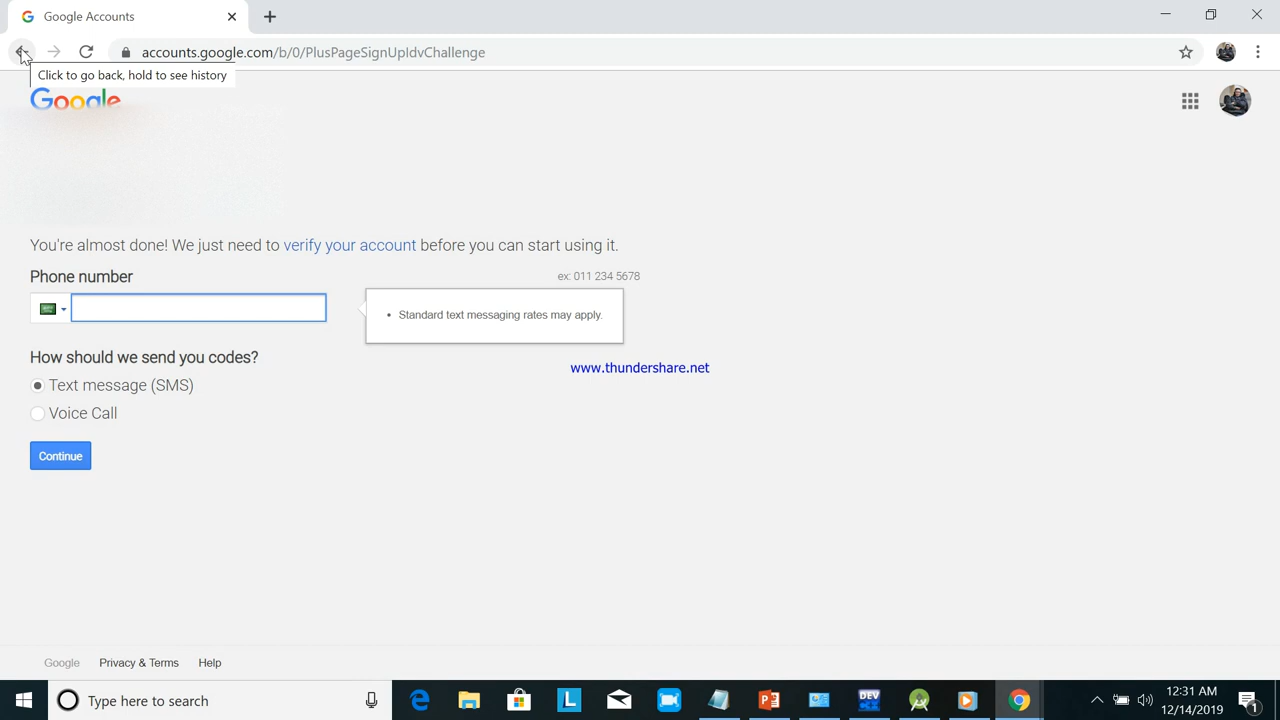 Google Accounts
accounts.google.com/b/0/PlusPageSignUpIdvChallenge
Click to go back, hold to see history
Google
You're almost done! We just need to verify your account before you can start using it.
Phone number
ex: 011 234 5678
Standard text messaging rates may apply.
www.thundershare.net
How should we send you codes?
Text message (SMS)
Voice Call
Continue
Google Privacy & Terms Help
Type here to search
L
DEV
12:31 AM
12/14/2019
1